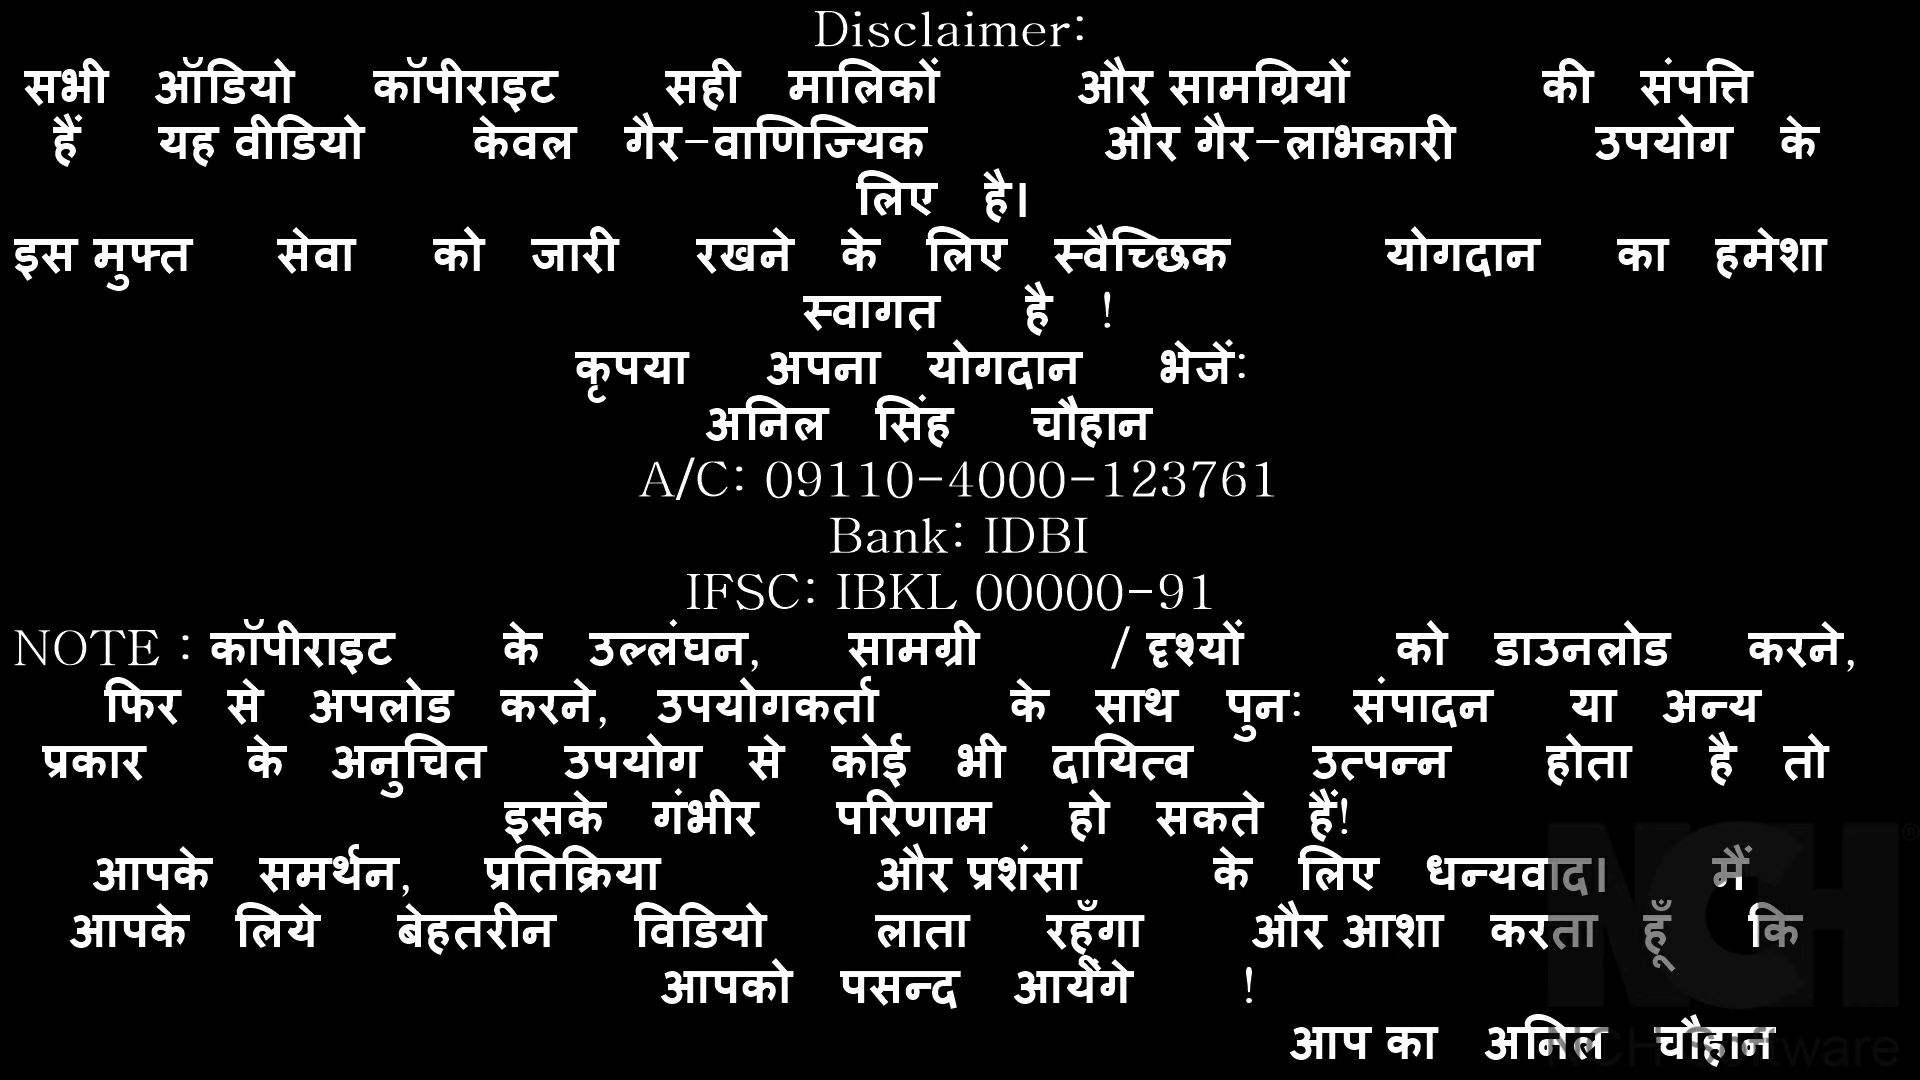 Disclaimer:
सभी ऑडियो कॉपीराइट सही मालिकों और सामग्रियों की संपत्ति
हैं यह वीडियो केवल गैर-वाणिज्यिक और गैर-लाभकारी उपयोग के
लिए है।
इस मुफ्त सेवा को जारी रखने के लिए स्वैच्छिक योगदान का हमेशा
स्वागत है !
कृपया अपना योगदान भेजें:
अनिल सिंह चौहान
A/C: 09110-4000-123761
Bank: IDBI
IFSC: IBKL 00000-91
NOTE : कॉपीराइट के उल्लंघन, सामग्री / दृश्यों को डाउनलोड करने,
फिर से अपलोड करने, उपयोगकर्ता के साथ पुन: संपादन या अन्य
प्रकार के अनुचित उपयोग से कोई भी दायित्व उत्पन्न होता है तो
इसके गंभीर परिणाम हो सकते हैं!
आपके समर्थन, प्रतिक्रिया और प्रशंसा के लिए धन्यवाद। मैं
आपके लिये बेहतरीन विडियो लाता रहूँगा और आशा करता हूँ कि
आपको पसन्द आयेंगे !
आप का अनिल चौहान
NCH®
NCH Software